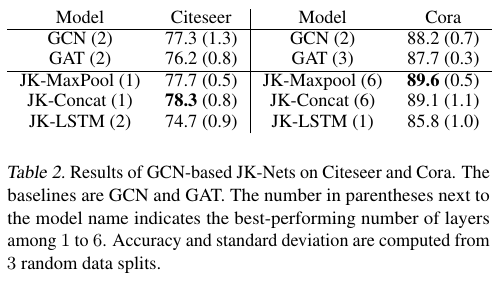 Model Citeseer Model Cora
GCN (2) 77.3 (1.3) GCN (2) 88.2 (0.7)
GAT (2) 76.2 (0.8) GAT (3) 87.7 (0.3)
JK-MaxPool (1) 77.7 (0.5) JK-Maxpool (6) 89.6 (0.5)
JK-Concat (1) 78.3 (0.8) JK-Concat (6) 89.1 (1.1)
JK-LSTM (2) 74.7 (0.9) JK-LSTM (1) 85.8 (1.0)
Table 2. Results of GCN-based JK-Nets on Citeseer and Cora. The
baselines are GCN and GAT. The number in parentheses next to
the model name indicates the best-performing number of layers
among 1 to 6. Accuracy and standard deviation are computed from
3 random data splits.